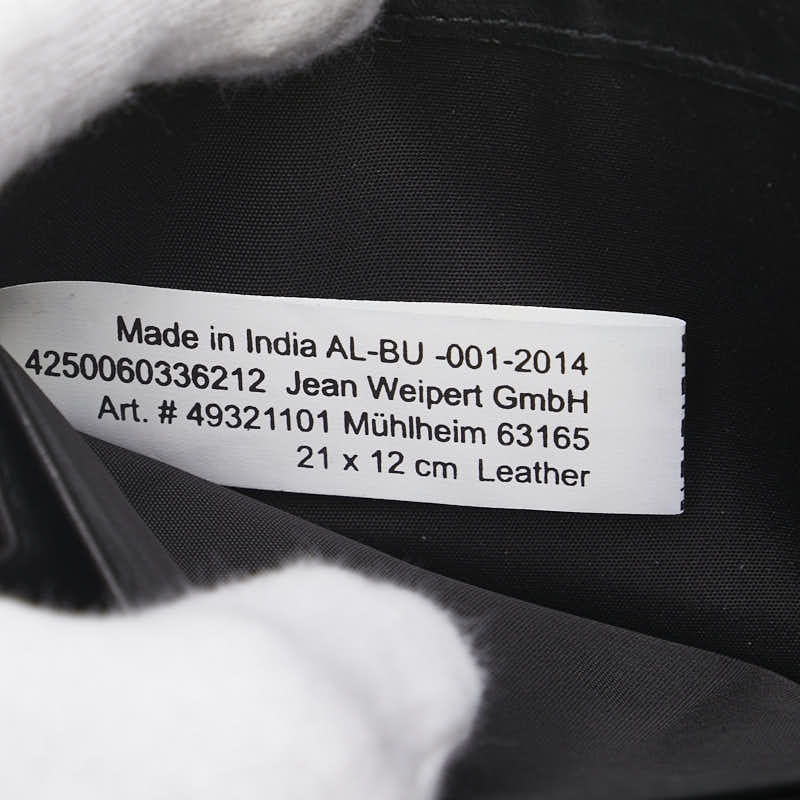 Made in India AL-BU -001-2014
4250060336212 Jean Weipert GmbH
Art. # 49321101 Mühlheim 63165
21 x 12 cm Leather